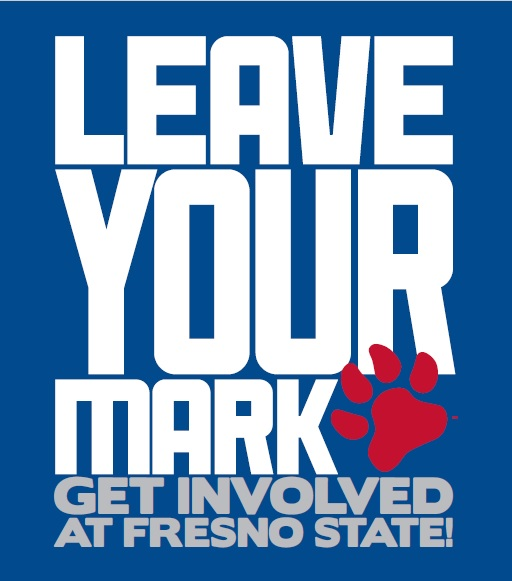 LEAVE
YOUR
MARK
GET INVOLVED
AT FRESNO STATE!